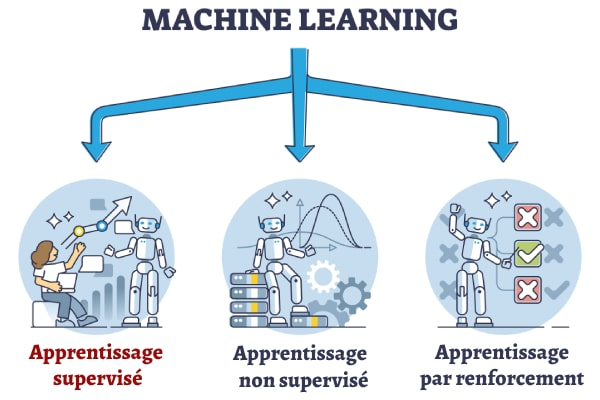 MACHINE LEARNING
Apprentissage
supervisé
Apprentissage
non supervisé
Apprentissage
par renforcement